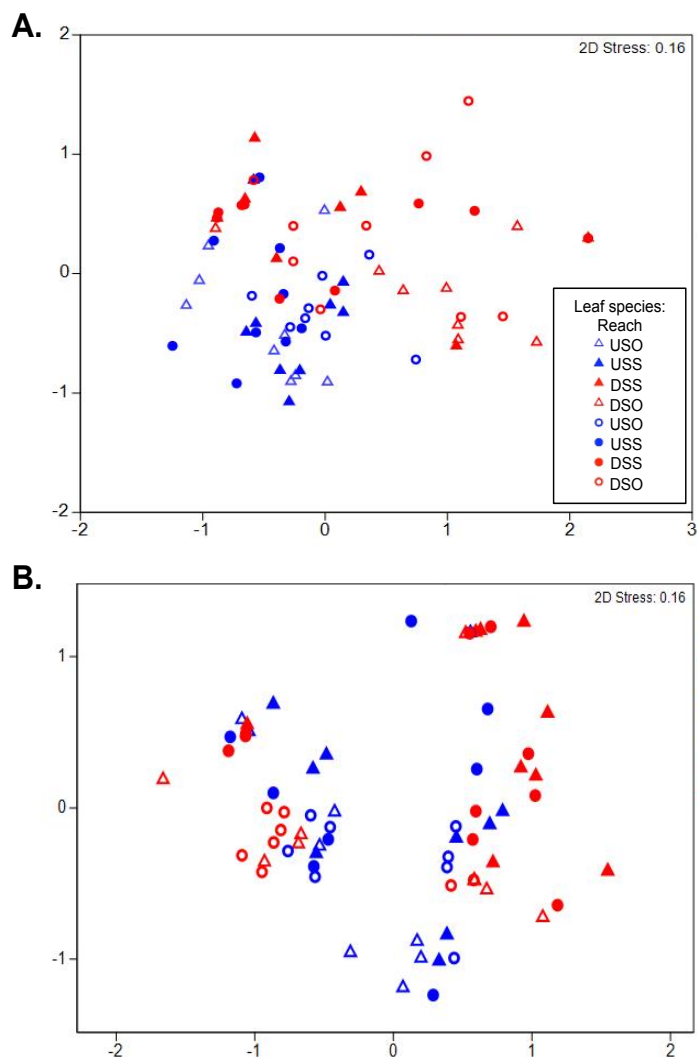 A.
2D Stress: 0.16
2
1
0
-1
-2
-2
-1
0
1
2
3
Leaf species:
Reach
USO
USS
DSS
DSO
USO
USS
DSS
DSO
B.
2D Stress: 0.16
1
0
-1
-2
-1
0
1
2